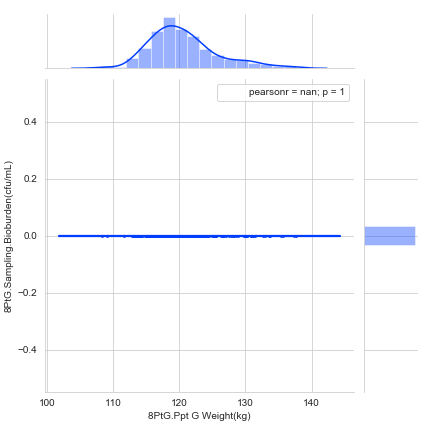 pearsonr = nan; p = 1
0.4
0.2
0.0
−0.2
−0.4
8PtG.Sampling.Bioburden(cfu/mL)
100 110 120 130 140
8PtG.Ppt G Weight(kg)